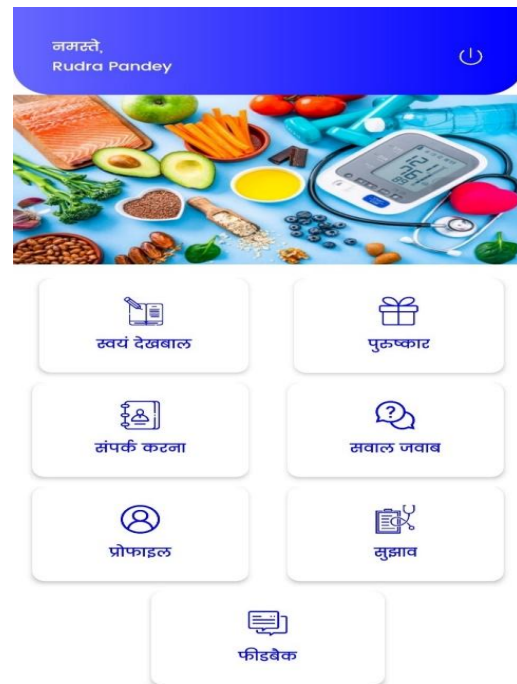 नमस्ते,
Rudra Pandey
स्वयं देखबाल
पुरुष्कार
संपर्क करना
सवाल जवाब
प्रोफाइल
सुझाव
फीडबैक